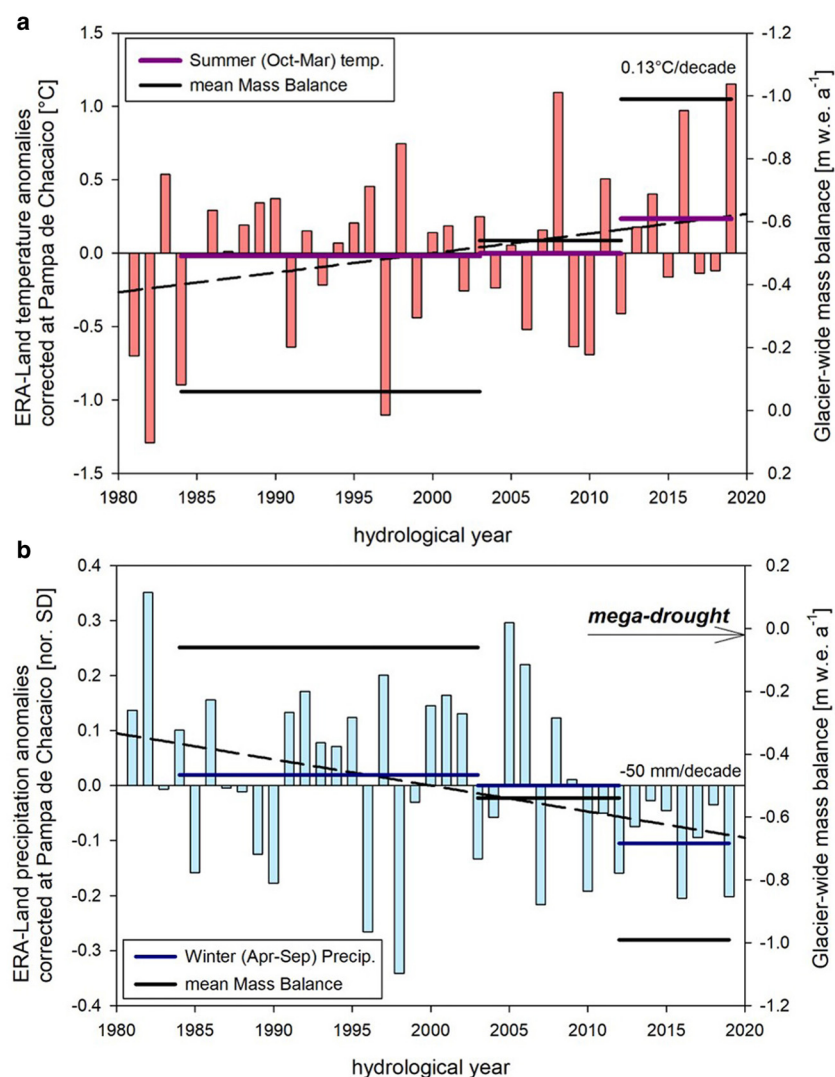 a
ERA-Land temperature anomalies
corrected at Pampa de Chacaico [°C]
1.5
1.0
0.5
0.0
-0.5
-1.0
-1.5
Summer (Oct-Mar) temp.
mean Mass Balance
0.13°C/decade
-1.2
-1.0
-0.8
-0.6
-0.4
-0.2
0.0
0.2
Glacier-wide mass balanace [m w.e. a-1]
1980 1985 1990 1995 2000 2005 2010 2015 2020
hydrological year
b
ERA-Land precipitation anomalies
corrected at Pampa de Chacaico [nor. SD]
0.4
0.3
0.2
0.1
0.0
-0.1
-0.2
-0.3
-0.4
mega-drought
-50 mm/decade
Winter (Apr-Sep) Precip.
mean Mass Balance
0.2
0.0
-0.2
-0.4
-0.6
-0.8
-1.0
-1.2
Glacier-wide mass balance [m w.e. a-1]
1980 1985 1990 1995 2000 2005 2010 2015 2020
hydrological year